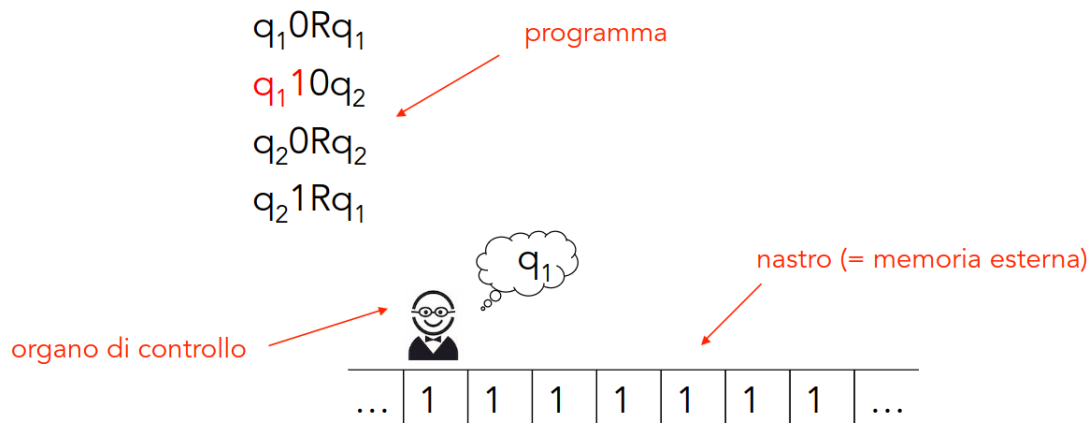 q₁0Rq₁
programma
q₁10q₂
q₂0Rq₂
q₂1Rq₁
q₁
nastro (= memoria esterna)
organo di controllo
... 1 1 1 1 1 1 1 ...